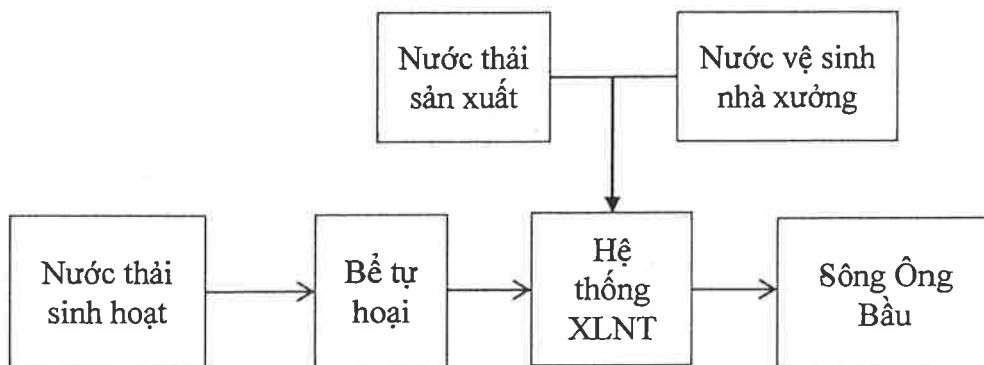 Nước thải
sản xuất
Nước vệ sinh
nhà xưởng
Nước thải
sinh hoạt
Bể tự
hoại
Hệ
thống
XLNT
Sông Ông
Bầu